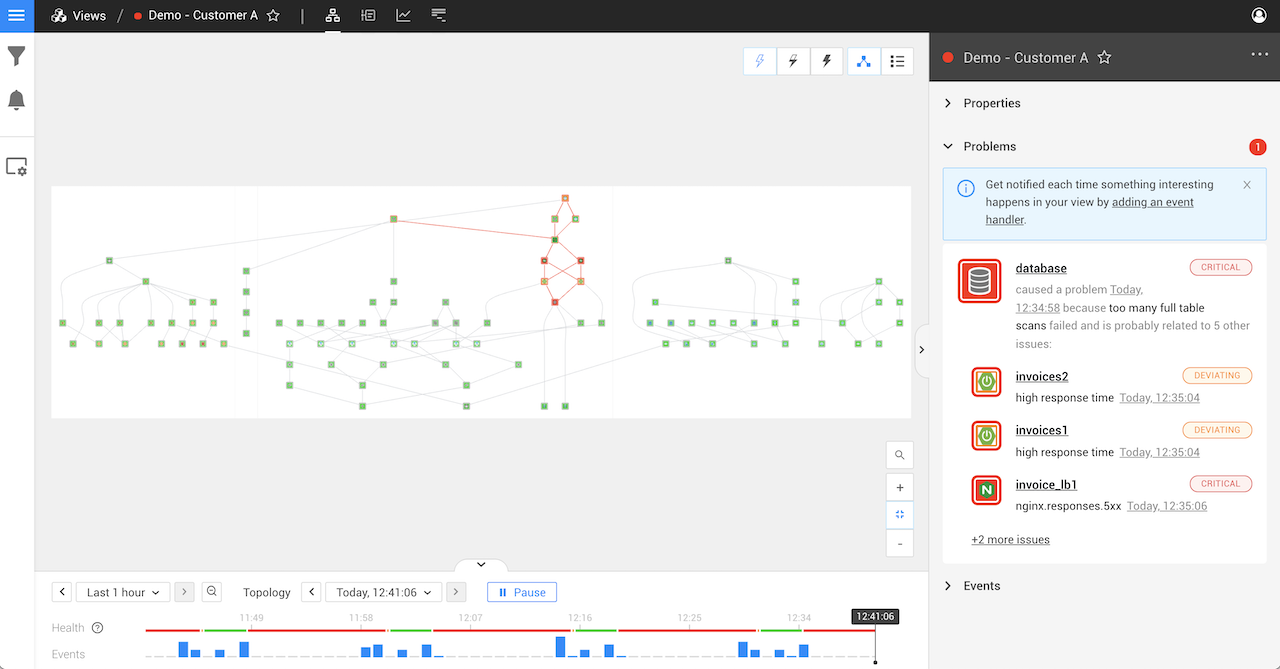 Views / Demo - Customer A
Demo - Customer A
Properties
Problems
1
Get notified each time something interesting
happens in your view by adding an event
handler.
database
CRITICAL
caused a problem Today,
12:34:58 because too many full table
scans failed and is probably related to 5 other
issues:
invoices2
DEVIATING
high response time Today, 12:35:04
invoices1
DEVIATING
high response time Today, 12:35:04
invoice_lb1
CRITICAL
nginx.responses.5xx Today, 12:35:06
+2 more issues
Events
+
-
Last 1 hour
Topology
Today, 12:41:06
Pause
11:49
11:58
12:07
12:16
12:25
12:34
12:41:06
Health
Events